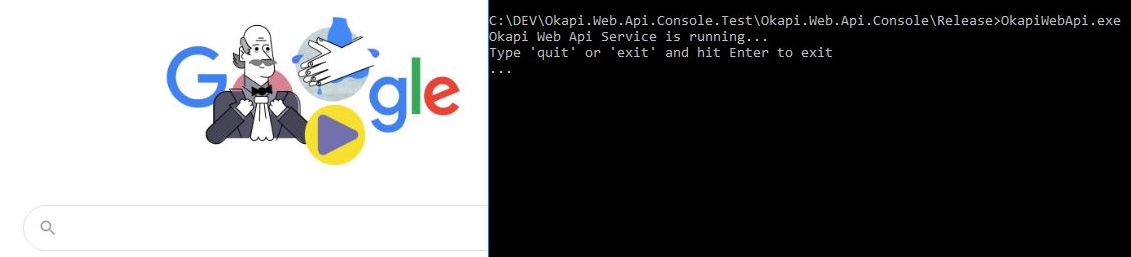 Google
C:\DEV\Okapi.Web.Api.Console.Test\Okapi.Web.Api.Console\Release>OkapiWebApi.exe
Okapi Web Api Service is running...
Type 'quit' or 'exit' and hit Enter to exit
...